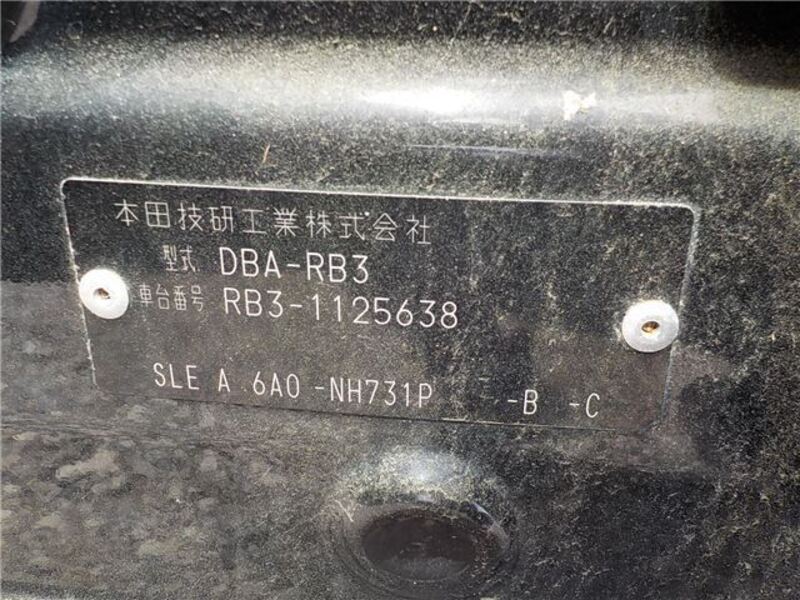 本田技研工業株式会社
型式 DBA-RB3
車台番号 RB3-1125638
SLE A 6A0 -NH731P -B -C